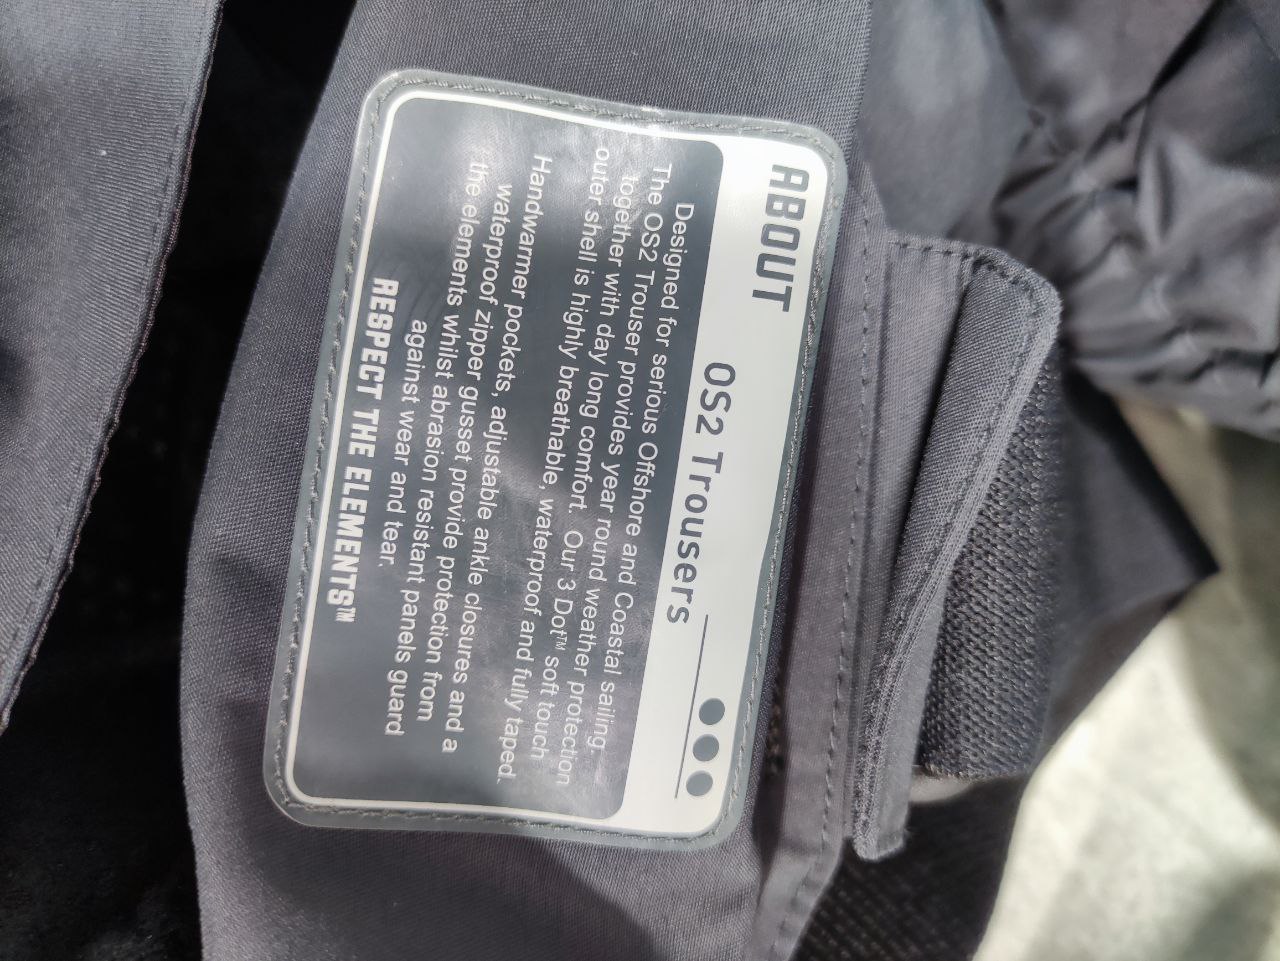 ABOUT
OS2 Trousers
Designed for serious Offshore and Coastal sailing.
The OS2 Trouser provides year round weather protection
together with day long comfort. Our 3 Dot™ soft touch
outer shell is highly breathable, waterproof and fully taped.
Handwarmer pockets, adjustable ankle closures and a
waterproof zipper gusset provide protection from
the elements whilst abrasion resistant panels guard
against wear and tear.
RESPECT THE ELEMENTS™